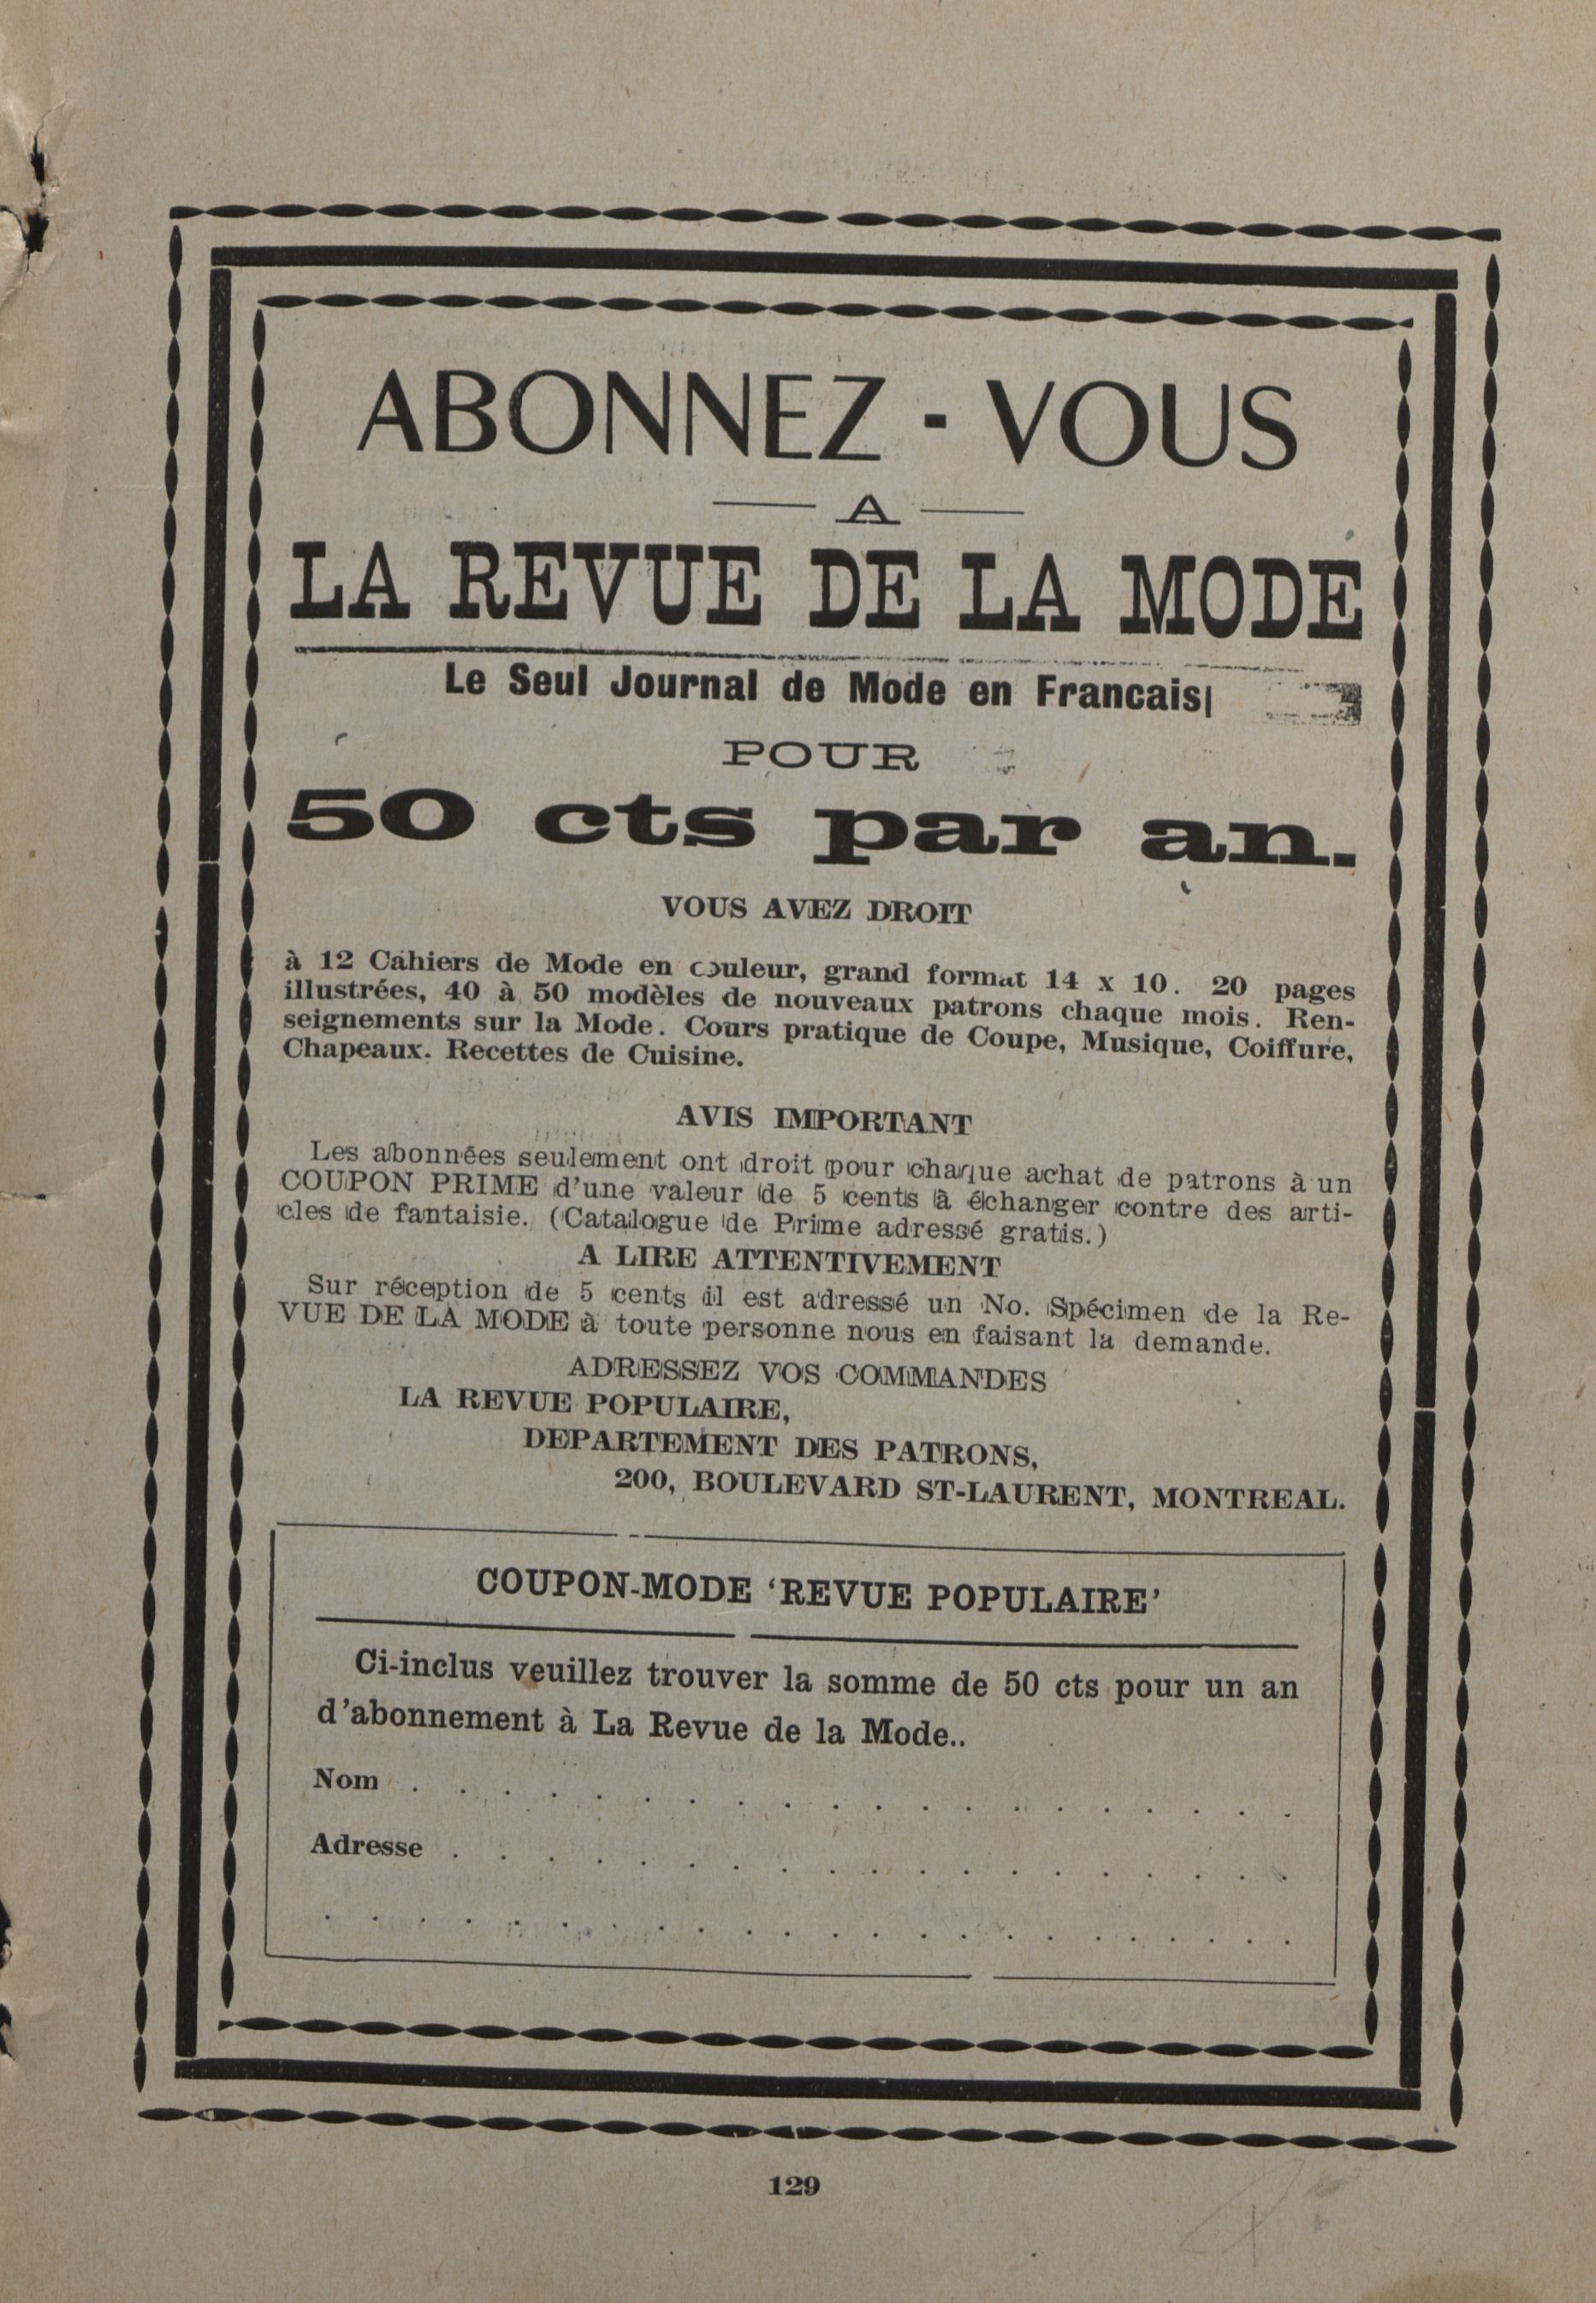 ABONNEZ - VOUS
A
LA REVUE DE LA MODE
Le Seul Journal de Mode en Francais
POUR
50 cts par an.
VOUS AVEZ DROIT
à 12 Cahiers de Mode en couleur, grand format 14 x 10. 20 pages
illustrées, 40 à 50 modèles de nouveaux patrons chaque mois. Ren-
seignements sur la Mode. Cours pratique de Coupe, Musique, Coiffure,
Chapeaux. Recettes de Cuisine.
AVIS IMPORTANT
Les abonnées seulement ont droit pour chaque achat de patrons à un
COUPON PRIME d'une valeur de 5 cents à échanger contre des arti-
cles de fantaisie. (Catalogue de Prime adressé gratis.)
A LIRE ATTENTIVEMENT
Sur réception de 5 cents il est adressé un No. Spécimen de la Re-
VUE DE LA MODE à toute personne nous en faisant la demande.
ADRESSEZ VOS COMMANDES
LA REVUE POPULAIRE,
DEPARTEMENT DES PATRONS,
200, BOULEVARD ST-LAURENT, MONTREAL.
COUPON-MODE 'REVUE POPULAIRE'
Ci-inclus veuillez trouver la somme de 50 cts pour un an
d'abonnement à La Revue de la Mode..
Nom . . . . . . . . . . . . . . . . . . . .
Adresse . . . . . . . . . . . . . . . . . . .
. . . . . . . . . . . . . . . . . . . . . .
129